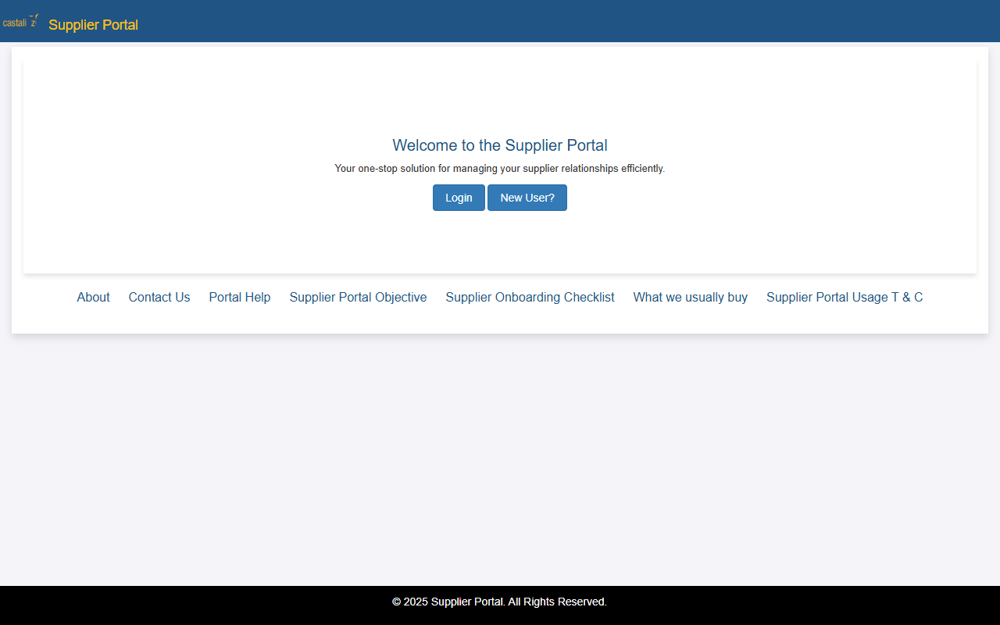 castaliz Supplier Portal
Welcome to the Supplier Portal
Your one-stop solution for managing your supplier relationships efficiently.
Login New User?
About Contact Us Portal Help Supplier Portal Objective Supplier Onboarding Checklist What we usually buy Supplier Portal Usage T & C
© 2025 Supplier Portal. All Rights Reserved.